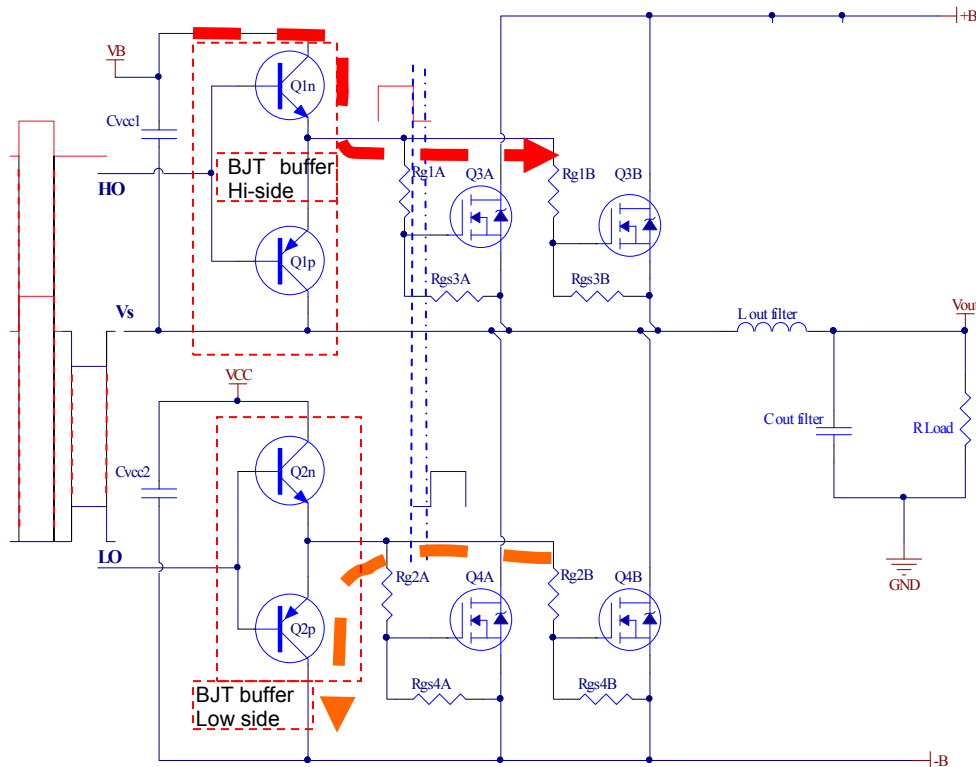 +B
VB
Q1n
Cvcc1
BJT buffer
Hi-side
HO
Rg1A
Q3A
Rg1B
Q3B
Q1p
Rgs3A
Rgs3B
Vs
L out filter
Vout
VCC
C out filter
R Load
Cvcc2
Q2n
LO
Rg2A
Q4A
Rg2B
Q4B
GND
Q2p
Rgs4A
Rgs4B
BJT buffer
Low side
-B